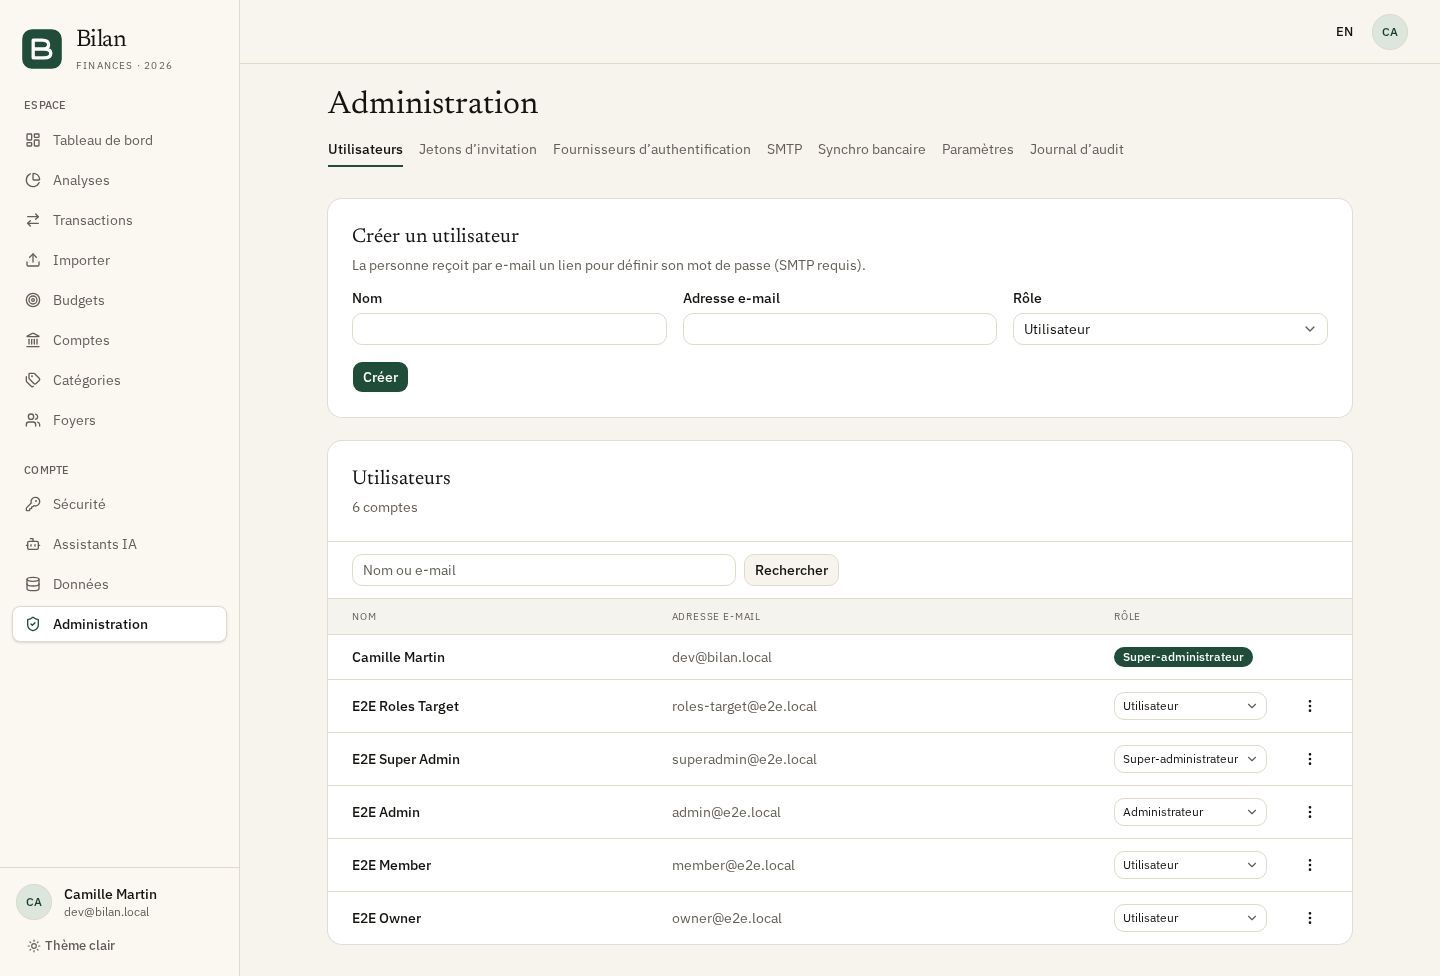 Bilan
FINANCES · 2026
ESPACE
Tableau de bord
Analyses
Transactions
Importer
Budgets
Comptes
Catégories
Foyers
COMPTE
Sécurité
Assistants IA
Données
Administration
CA
Camille Martin
dev@bilan.local
Thème clair
EN
CA
Administration
Utilisateurs Jetons d’invitation Fournisseurs d’authentification SMTP Synchro bancaire Paramètres Journal d’audit
Créer un utilisateur
La personne reçoit par e-mail un lien pour définir son mot de passe (SMTP requis).
Nom Adresse e-mail Rôle
Utilisateur
Créer
Utilisateurs
6 comptes
Nom ou e-mail Rechercher
NOM ADRESSE E-MAIL RÔLE
Camille Martin dev@bilan.local Super-administrateur
E2E Roles Target roles-target@e2e.local Utilisateur
E2E Super Admin superadmin@e2e.local Super-administrateur
E2E Admin admin@e2e.local Administrateur
E2E Member member@e2e.local Utilisateur
E2E Owner owner@e2e.local Utilisateur